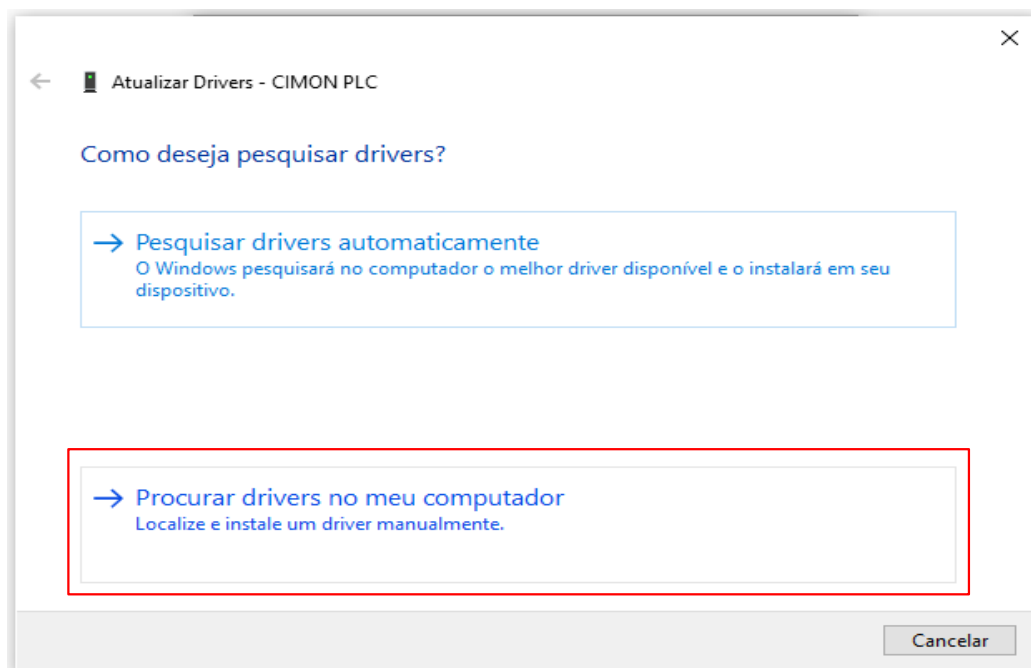 Atualizar Drivers - CIMON PLC
Como deseja pesquisar drivers?
Pesquisar drivers automaticamente
O Windows pesquisará no computador o melhor driver disponível e o instalará em seu
dispositivo.
Procurar drivers no meu computador
Localize e instale um driver manualmente.
Cancelar